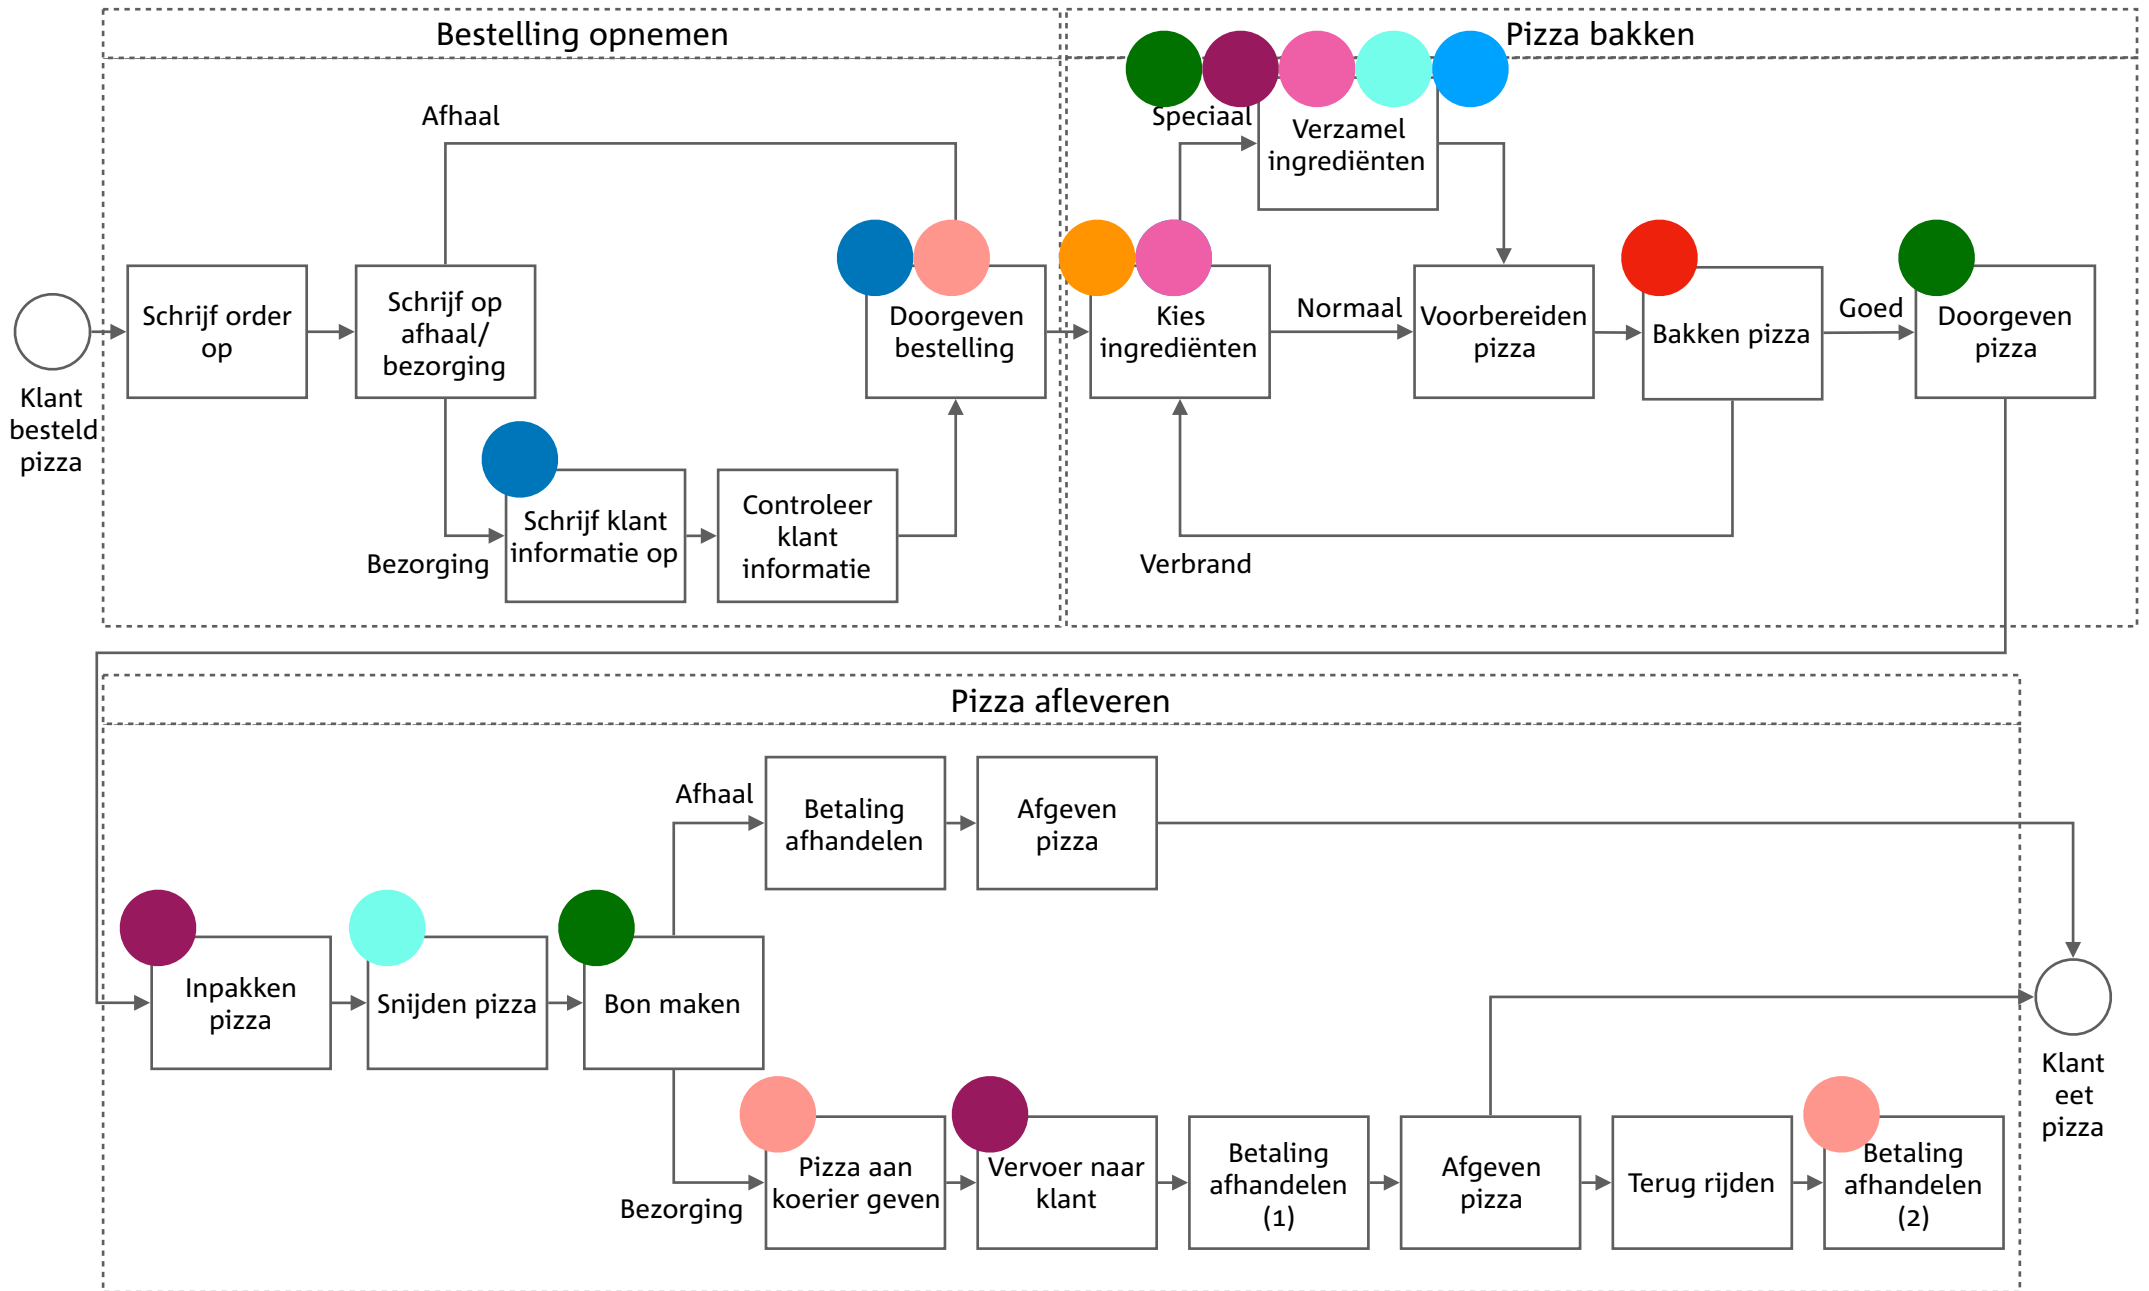 Bestelling opnemen
Pizza bakken
Afhaal
Speciaal
Verzamel
ingrediënten
Klant
besteld
pizza
Schrijf order
op
Schrijf op
afhaal/
bezorging
Doorgeven
bestelling
Kies
ingrediënten
Normaal
Voorbereiden
pizza
Bakken pizza
Goed
Doorgeven
pizza
Bezorging
Schrijf klant
informatie op
Controleer
klant
informatie
Verbrand
Pizza afleveren
Afhaal
Betaling
afhandelen
Afgeven
pizza
Inpakken
pizza
Snijden pizza
Bon maken
Klant
eet
pizza
Bezorging
Pizza aan
koerier geven
Vervoer naar
klant
Betaling
afhandelen
(1)
Afgeven
pizza
Terug rijden
Betaling
afhandelen
(2)